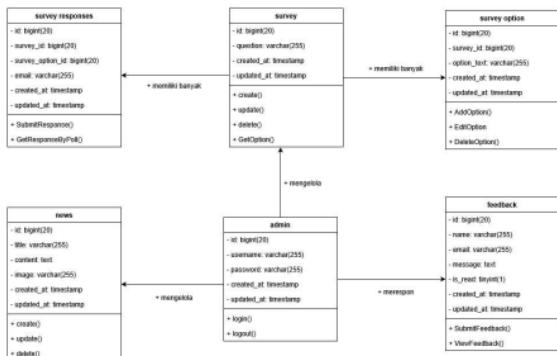 survey responses
- id: bigint(20)
- survey_id: bigint(20)
- survey_option_id: bigint(20)
- email: varchar(255)
- created_at: timestamp
- updated_at: timestamp
+ SubmitResponse()
+ GetResponseByPoll()
+ memiliki banyak
survey
- id: bigint(20)
- question: varchar(255)
- created_at: timestamp
- updated_at: timestamp
+ create()
+ update()
+ delete()
+ GetOption()
+ memiliki banyak
survey option
- id: bigint(20)
- survey_id: bigint(20)
- option_text: varchar(255)
- created_at: timestamp
- updated_at: timestamp
+ AddOption()
+ EditOption
+ DeleteOption()
+ mengelola
news
- id: bigint(20)
- title: varchar(255)
- content: text
- image: varchar(255)
- created_at: timestamp
- updated_at: timestamp
+ create()
+ update()
+ delete()
+ mengelola
admin
- id: bigint(20)
- username: varchar(255)
- password: varchar(255)
- created_at: timestamp
- updated_at: timestamp
+ login()
+ logout()
+ merespon
feedback
- id: bigint(20)
- name: varchar(255)
- email: varchar(255)
- message: text
- is_read: tinyint(1)
- created_at: timestamp
- updated_at: timestamp
+ SubmitFeedback()
+ ViewFeedback()